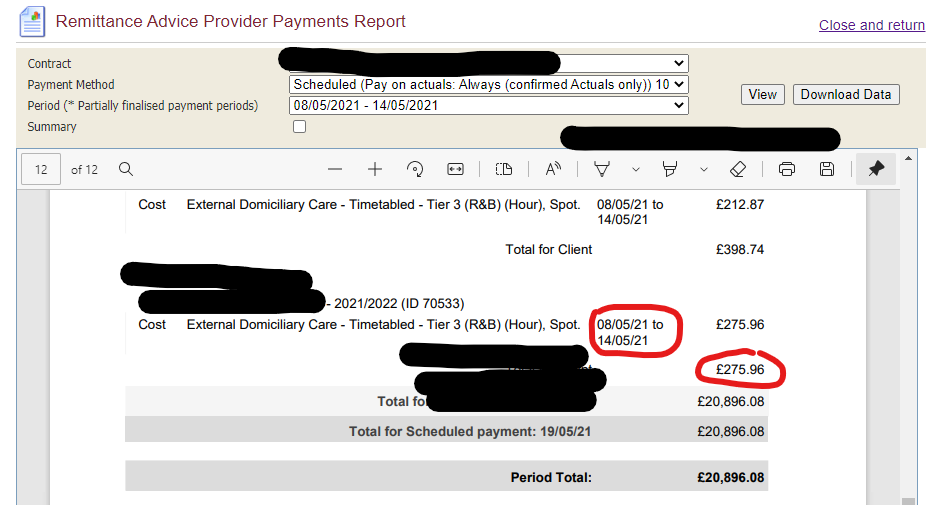 Remittance Advice Provider Payments Report
Close and return
Contract
Payment Method Scheduled (Pay on actuals: Always (confirmed Actuals only)) 10
Period (* Partially finalised payment periods) 08/05/2021 - 14/05/2021
View Download Data
Summary
12 of 12
Cost External Domiciliary Care - Timetabled - Tier 3 (R&B) (Hour), Spot. 08/05/21 to £212.87
14/05/21
Total for Client £398.74
- 2021/2022 (ID 70533)
Cost External Domiciliary Care - Timetabled - Tier 3 (R&B) (Hour), Spot. 08/05/21 to £275.96
14/05/21
£275.96
Total £20,896.08
Total for Scheduled payment: 19/05/21 £20,896.08
Period Total: £20,896.08